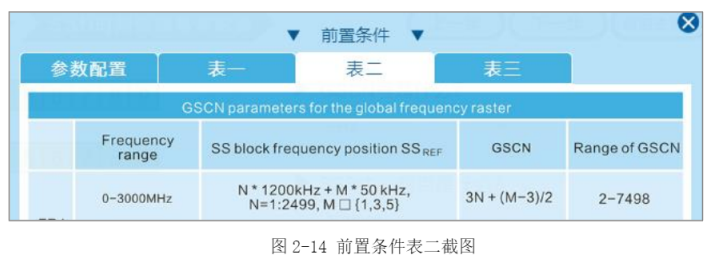 ▼ 前置条件 ▼
参数配置 表一 表二 表三
GSCN parameters for the global frequency raster
Frequency range SS block frequency position SS REF GSCN Range of GSCN
0-3000MHz N * 1200kHz + M * 50 kHz, N=1:2499, M □ {1,3,5} 3N + (M-3)/2 2-7498
图 2-14 前置条件表二截图